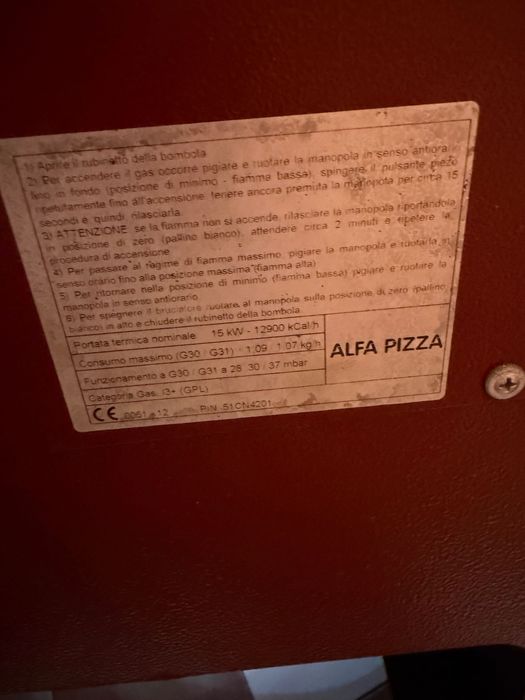 1) Aprire il rubinetto della bombola
2) Per accendere il gas occorre pigiare e ruotare la manopola in senso antiorario
fino in fondo (posizione di minimo - fiamma bassa), spingere il pulsante piezo
ripetutamente fino all'accensione, tenere ancora premuta la manopola per circa 15
secondi e quindi rilasciarla.
3) ATTENZIONE: se la fiamma non si accende, rilasciare la manopola riportandola
in posizione di zero (pallino bianco), attendere circa 2 minuti e ripetere la
procedura di accensione
4) Per passare al regime di fiamma massimo, pigiare la manopola e ruotarla in
senso orario fino alla posizione massima (fiamma alta)
5) Per ritornare nella posizione di minimo (fiamma bassa) pigiare e ruotare la
manopola in senso antiorario
6) Per spegnere il bruciatore ruotare al manopola sulla posizione di zero (pallino
bianco) in alto e chiudere il rubinetto della bombola.
Portata termica nominale 15 kW - 12900 kCal/h
Consumo massimo (G30 / G31) - 1,09 / 1,07 kg/h
Funzionamento a G30 / G31 a 28 30 / 37 mbar
Categoria Gas: I3+ (GPL)
CE 0051 12 PIN 51CN4201
ALFA PIZZA